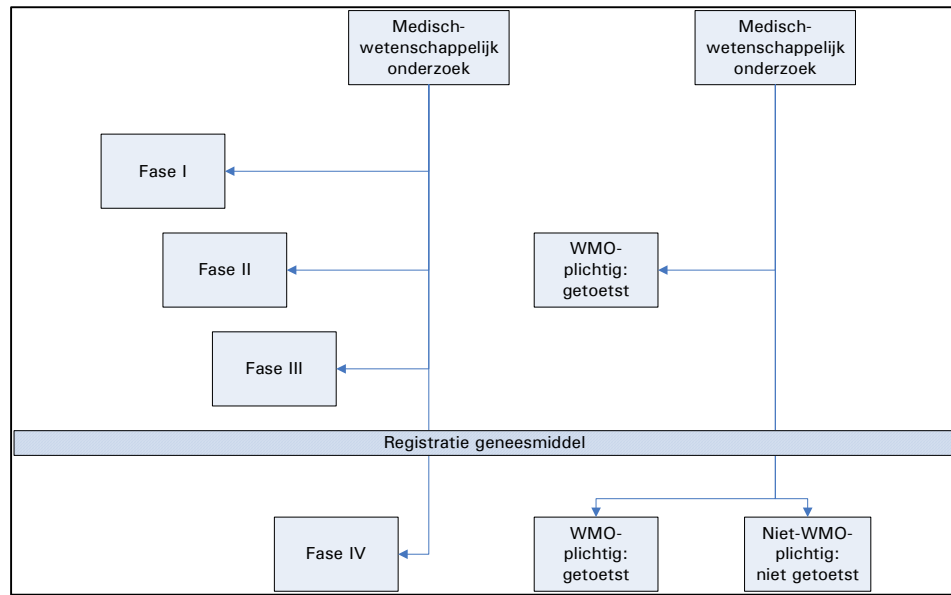 Medisch-
wetenschappelijk
onderzoek
Medisch-
wetenschappelijk
onderzoek
Fase I
Fase II
WMO-
plichtig:
getoetst
Fase III
Registratie geneesmiddel
Fase IV
WMO-
plichtig:
getoetst
Niet-WMO-
plichtig:
niet getoetst